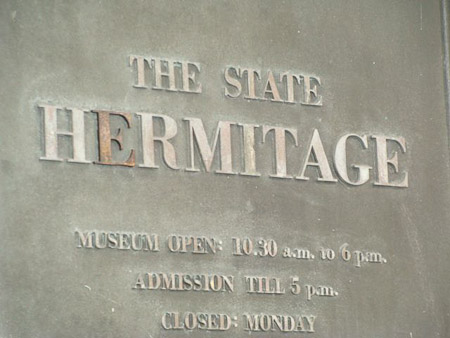 THE STATE
HERMITAGE
MUSEUM OPEN: 10.30 a.m. to 6 p.m.
ADMISSION TILL 5 p.m.
CLOSED: MONDAY